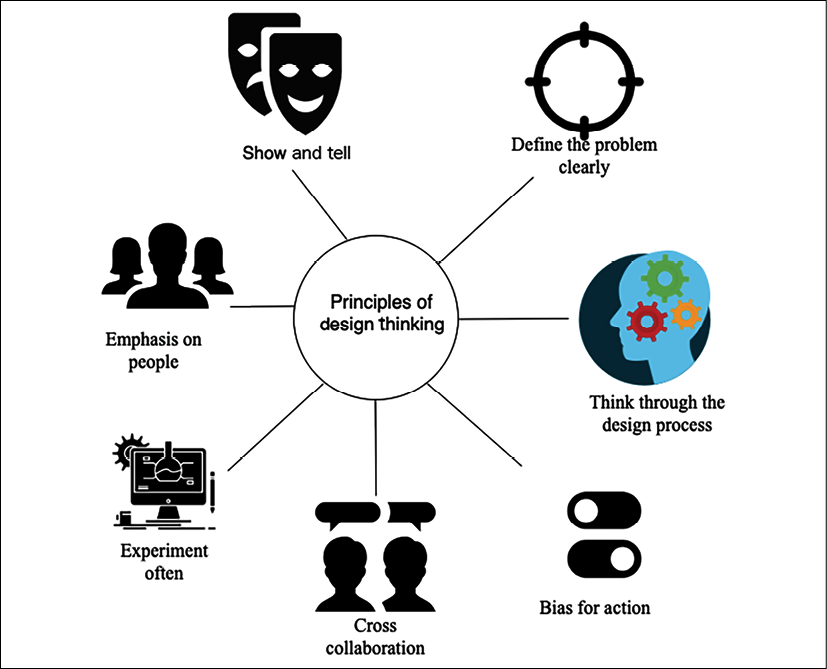 Show and tell
Define the problem
clearly
Principles of
design thinking
Emphasis on
people
Think through the
design process
Experiment
often
Cross
collaboration
Bias for action